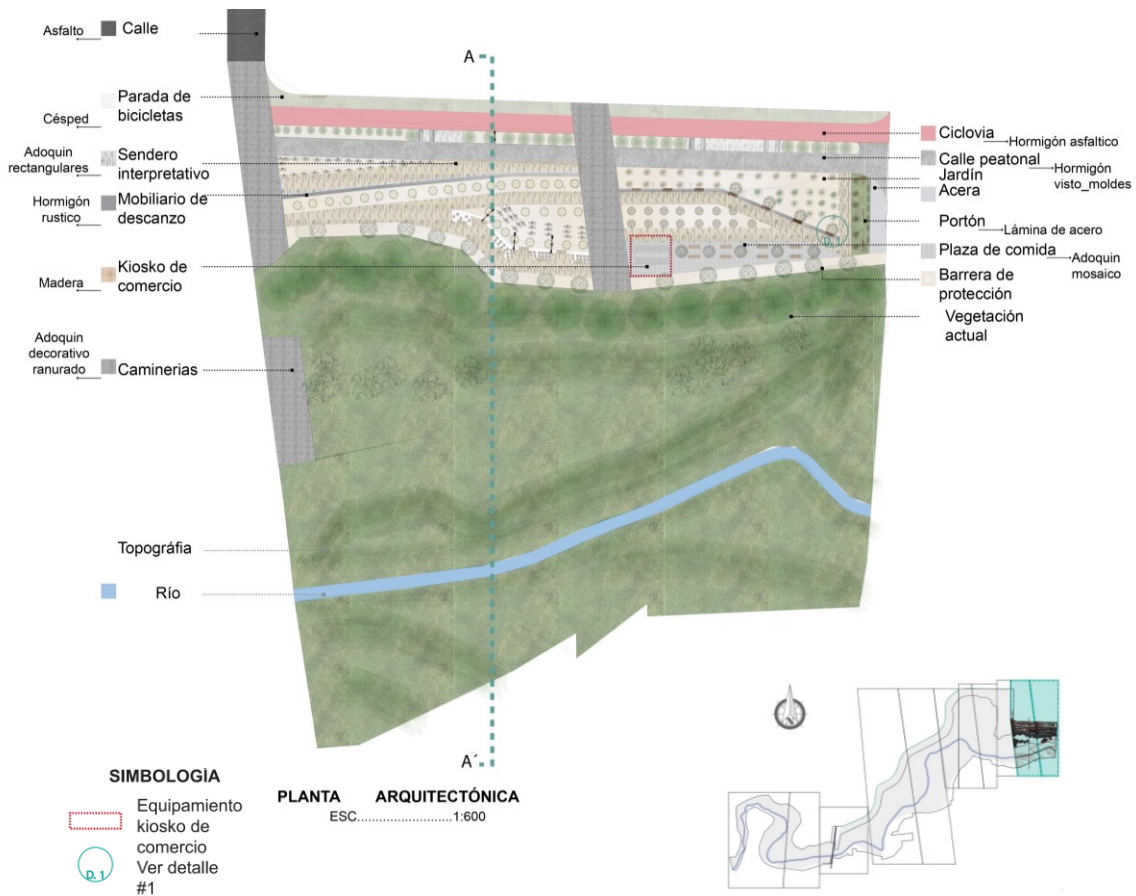 Asfalto
Calle
Parada de
bicicletas
Césped
Adoquin
rectangulares
Sendero
interpretativo
Hormigón
rustico
Mobiliario de
descanzo
Kiosko de
comercio
Madera
Adoquin
decorativo
ranurado
Caminerias
Topográfia
Río
A
A´
D. 1
Ciclovia
Hormigón asfaltico
Calle peatonal
Hormigón
visto_moldes
Jardín
Acera
Portón
Lámina de acero
Plaza de comida
Adoquin
mosaico
Barrera de
protección
Vegetación
actual
SIMBOLOGÌA
Equipamiento
kiosko de
comercio
D. 1
Ver detalle
#1
PLANTA ARQUITECTÓNICA
ESC.....................1:600